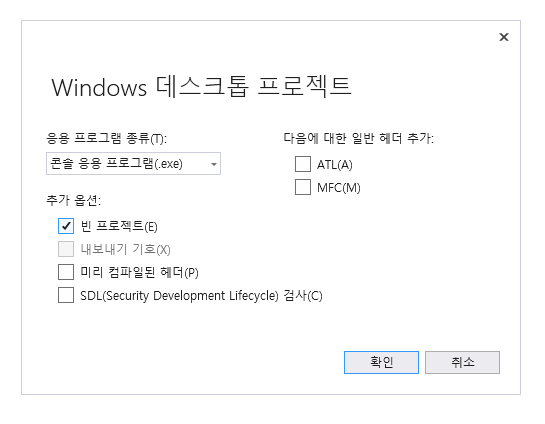 Windows 데스크톱 프로젝트
응용 프로그램 종류(T):
콘솔 응용 프로그램(.exe)
추가 옵션:
빈 프로젝트(E)
내보내기 기호(X)
미리 컴파일된 헤더(P)
SDL(Security Development Lifecycle) 검사(C)
다음에 대한 일반 헤더 추가:
ATL(A)
MFC(M)
확인
취소